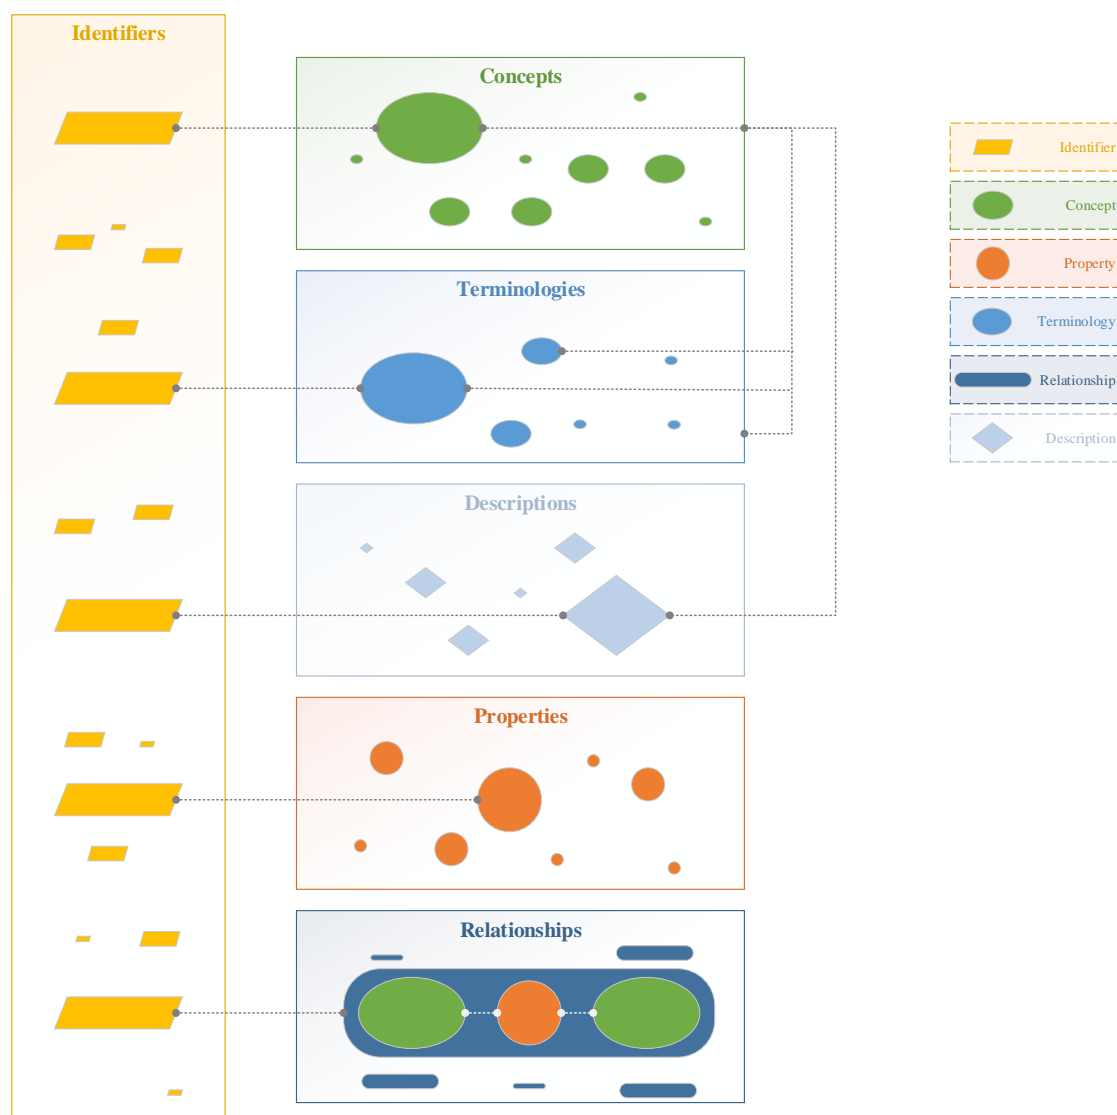 Identifiers
Concepts
Terminologies
Descriptions
Properties
Relationships
Identifier
Concept
Property
Terminology
Relationship
Description